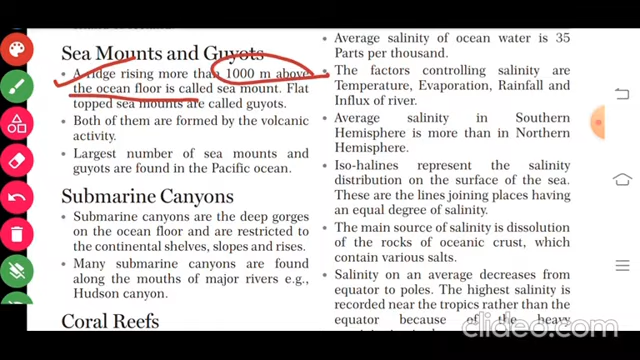 Sea Mounts and Guyots
A ridge rising more than 1000 m above
the ocean floor is called sea mount. Flat
topped sea mounts are called guyots.
Both of them are formed by the volcanic
activity.
Largest number of sea mounts and
guyots are found in the Pacific ocean.
Submarine Canyons
Submarine canyons are the deep gorges
on the ocean floor and are restricted to
the continental shelves, slopes and rises.
Many submarine canyons are found
along the mouths of major rivers e.g.,
Hudson canyon.
Coral Reefs
Average salinity of ocean water is 35
Parts per thousand.
The factors controlling salinity are
Temperature, Evaporation, Rainfall and
Influx of river.
Average salinity in Southern
Hemisphere is more than in Northern
Hemisphere.
Iso-halines represent the salinity
distribution on the surface of the sea.
These are the lines joining places having
an equal degree of salinity.
The main source of salinity is dissolution
of the rocks of oceanic crust, which
contain various salts.
Salinity on an average decreases from
equator to poles. The highest salinity is
recorded near the tropics rather than the
equator because of the heavy
clideo.com